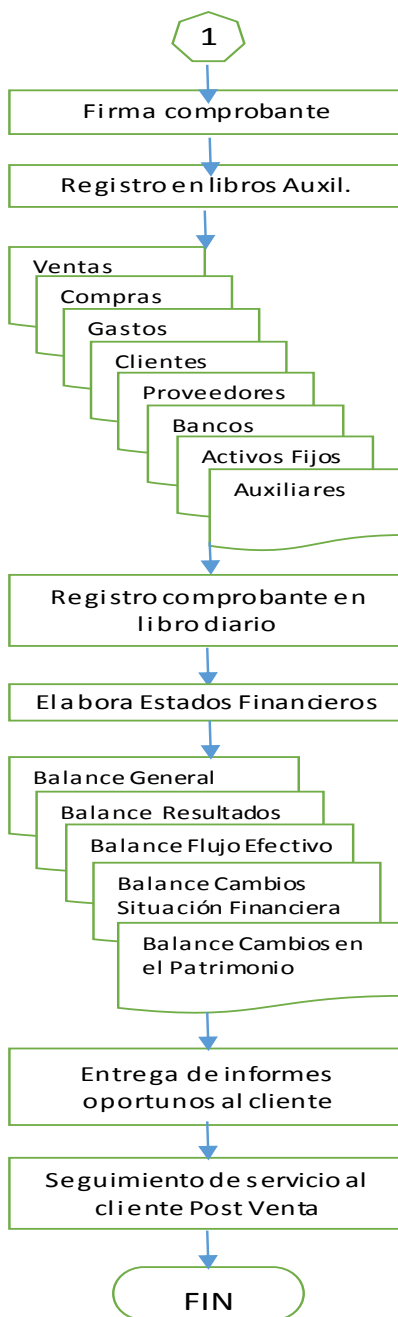 1
Firma comprobante
Registro en libros Auxil.
Ventas
Compras
Gastos
Clientes
Proveedores
Bancos
Activos Fijos
Auxiliares
Registro comprobante en
libro diario
Elabora Estados Financieros
Balance General
Balance Resultados
Balance Flujo Efectivo
Balance Cambios
Situación Financiera
Balance Cambios en
el Patrimonio
Entrega de informes
oportunos al cliente
Seguimiento de servicio al
cliente Post Venta
FIN